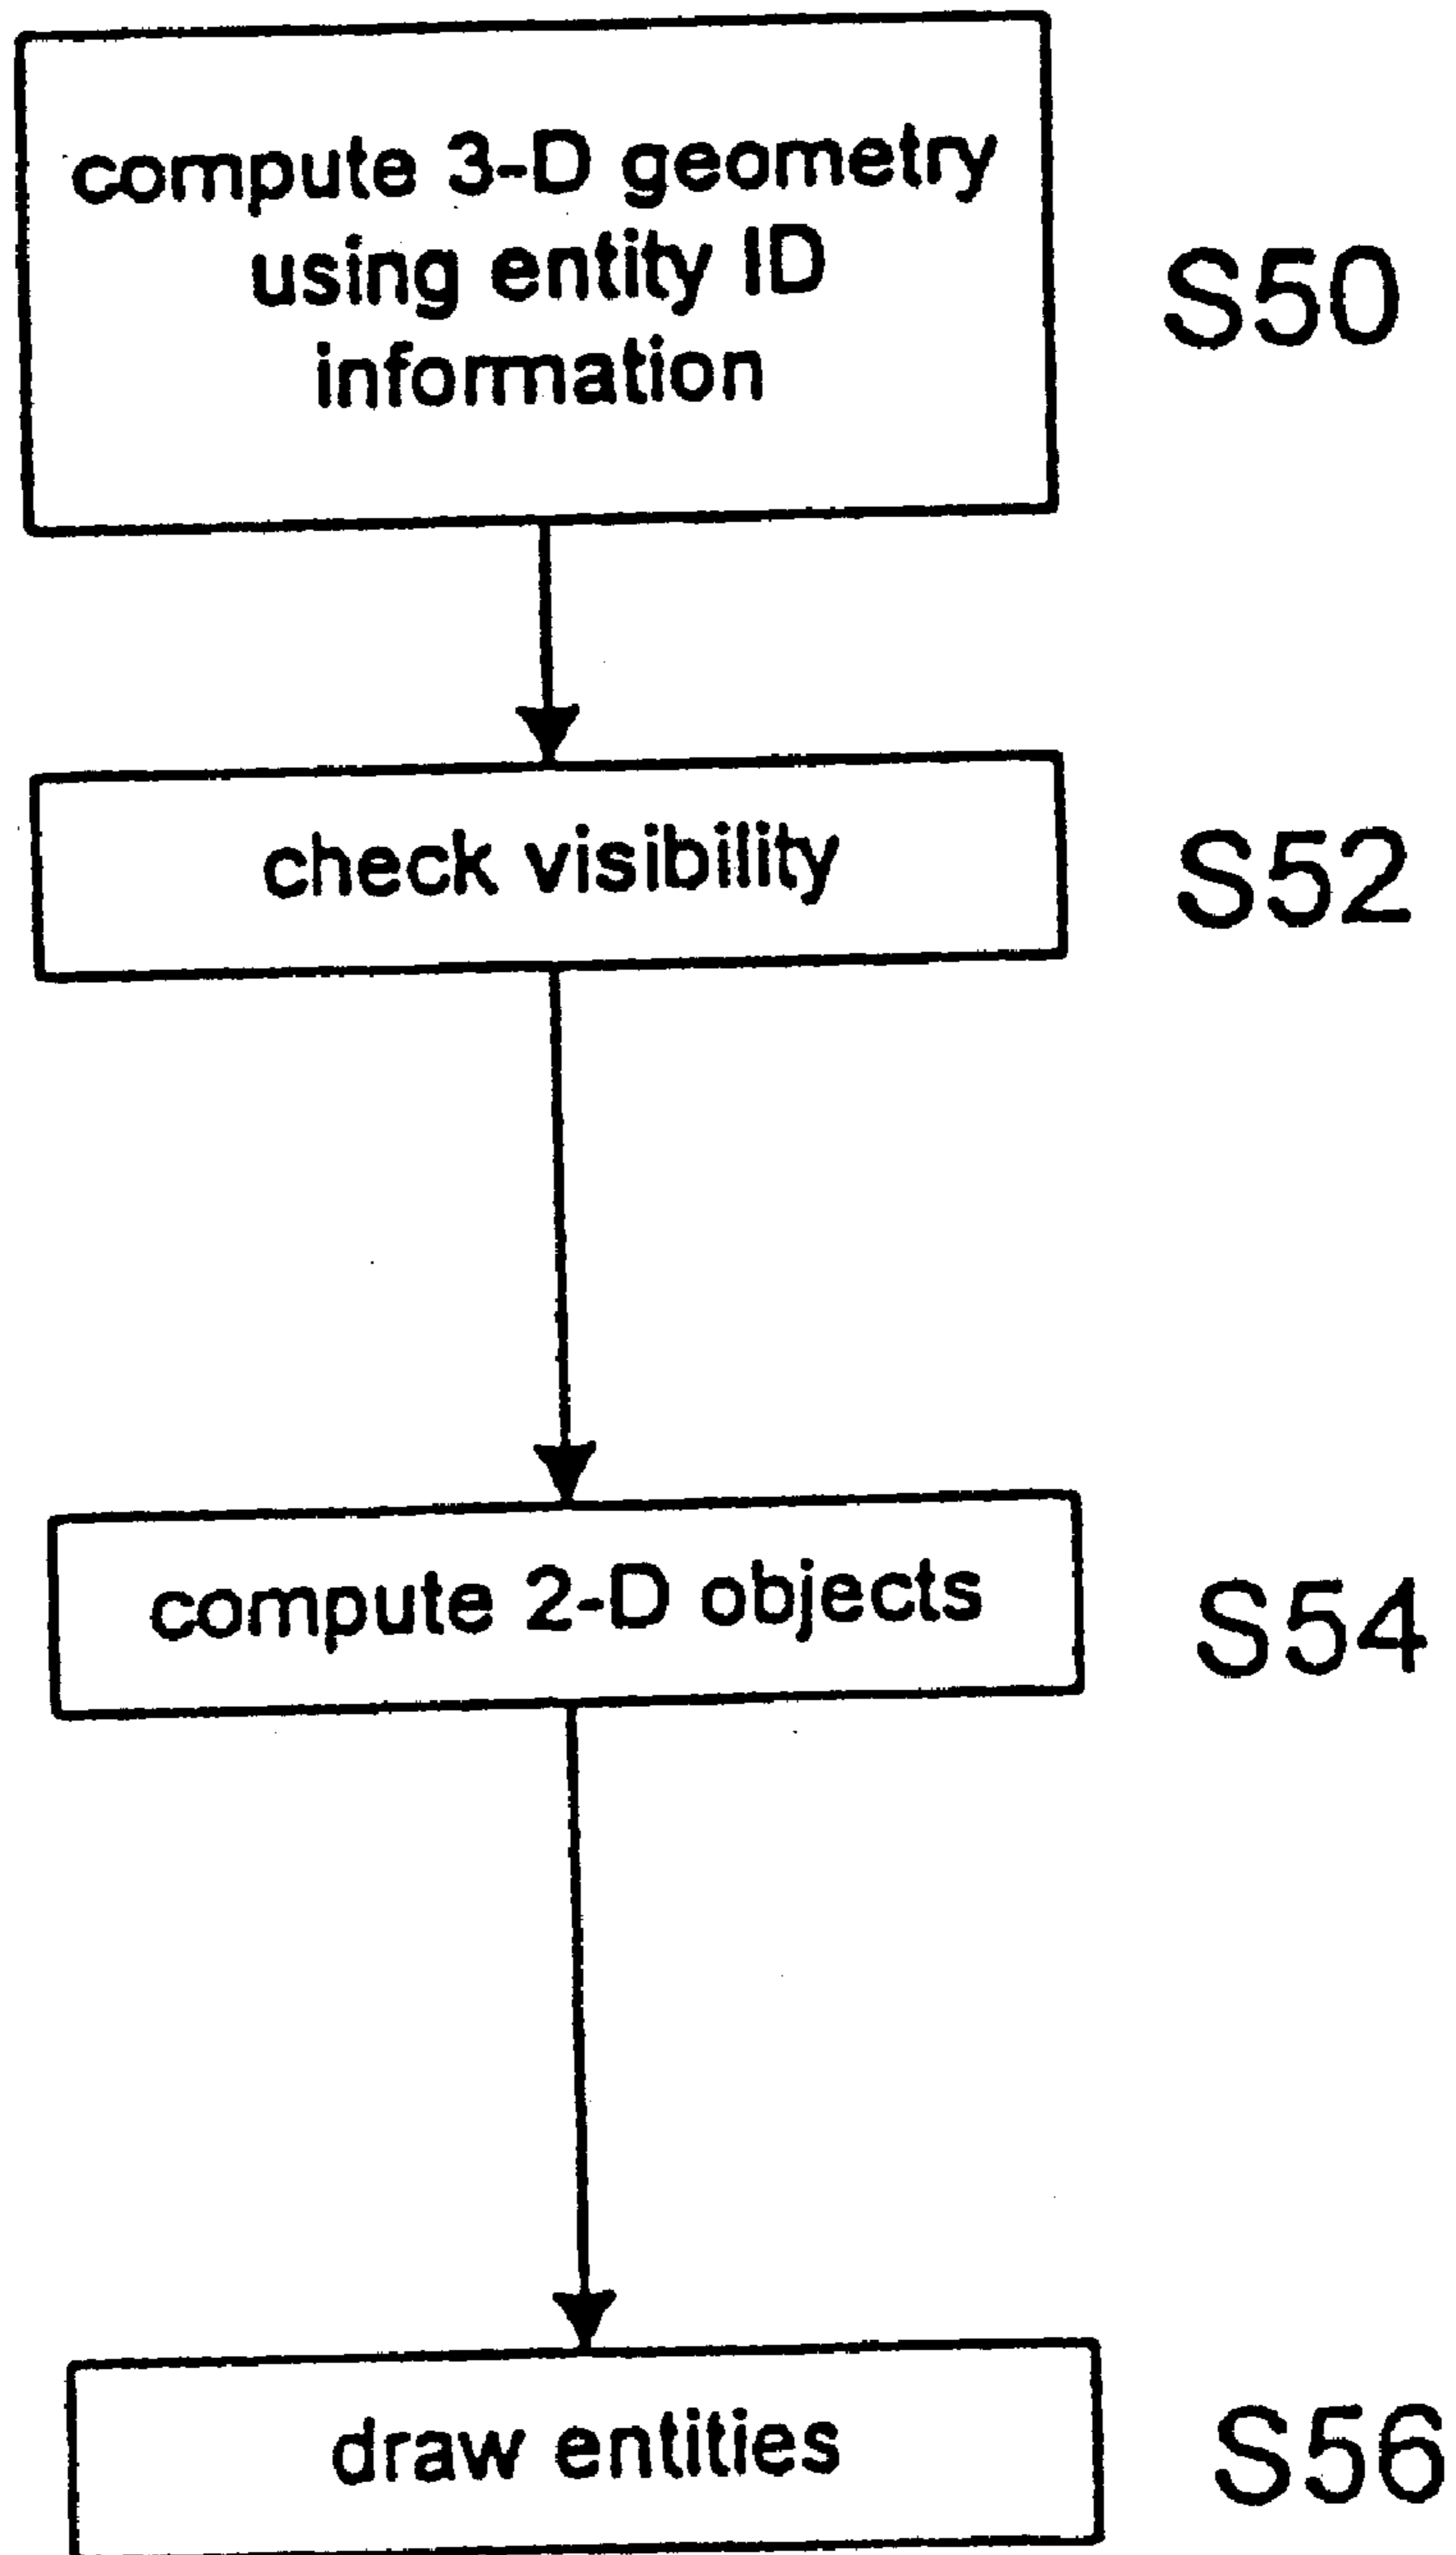 compute 3-D geometry
using entity ID
information
S50
check visibility
S52
compute 2-D objects
S54
draw entities
S56